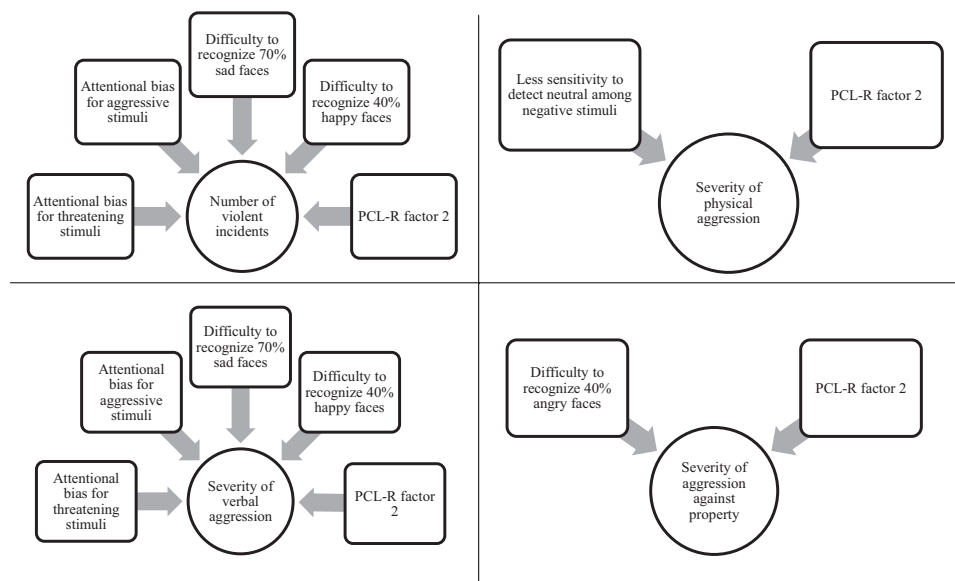 Difficulty to
recognize 70%
sad faces
Attentional bias
for aggressive
stimuli
Difficulty to
recognize 40%
happy faces
Attentional bias
for threatening
stimuli
Number of
violent
incidents
PCL-R factor 2
Less sensitivity to
detect neutral among
negative stimuli
PCL-R factor 2
Severity of
physical
aggression
Difficulty to
recognize 70%
sad faces
Attentional
bias for
aggressive
stimuli
Difficulty to
recognize 40%
happy faces
Attentional
bias for
threatening
stimuli
Severity of
verbal
aggression
PCL-R factor
2
Difficulty to
recognize 40%
angry faces
PCL-R factor 2
Severity of
aggression
against
property